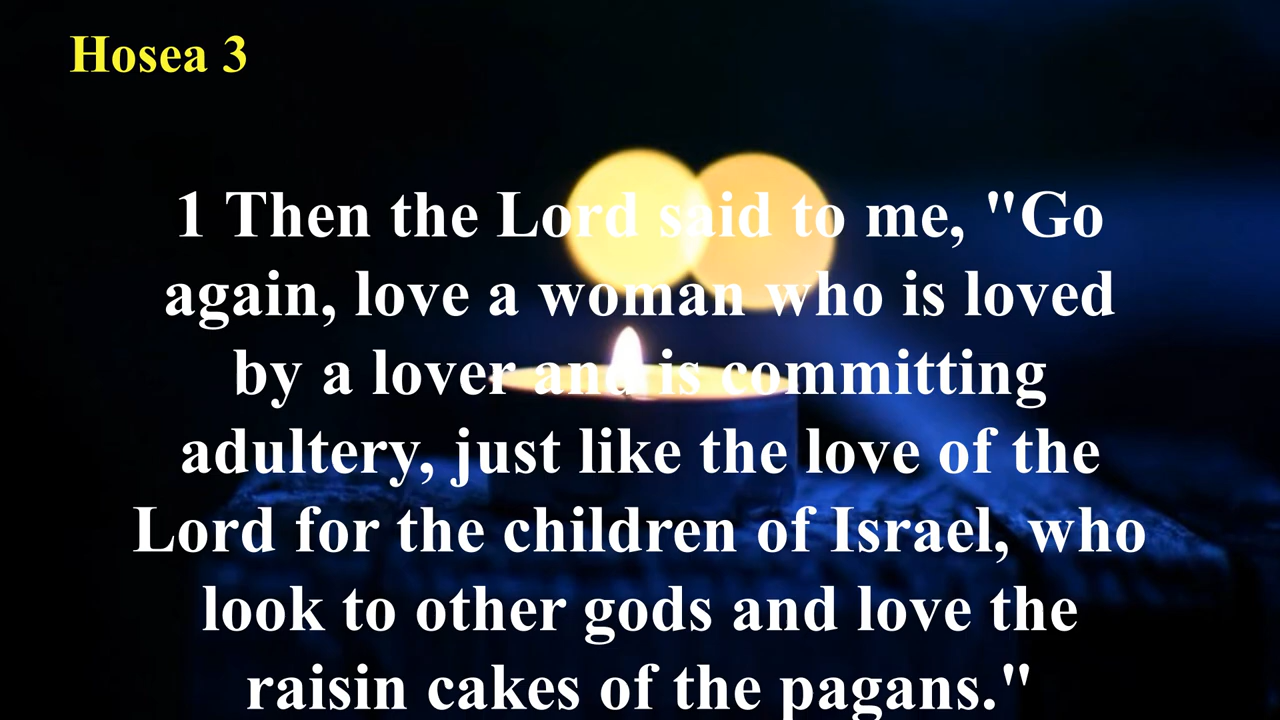 Hosea 3
1 Then the Lord said to me, "Go
again, love a woman who is loved
by a lover and is committing
adultery, just like the love of the
Lord for the children of Israel, who
look to other gods and love the
raisin cakes of the pagans."